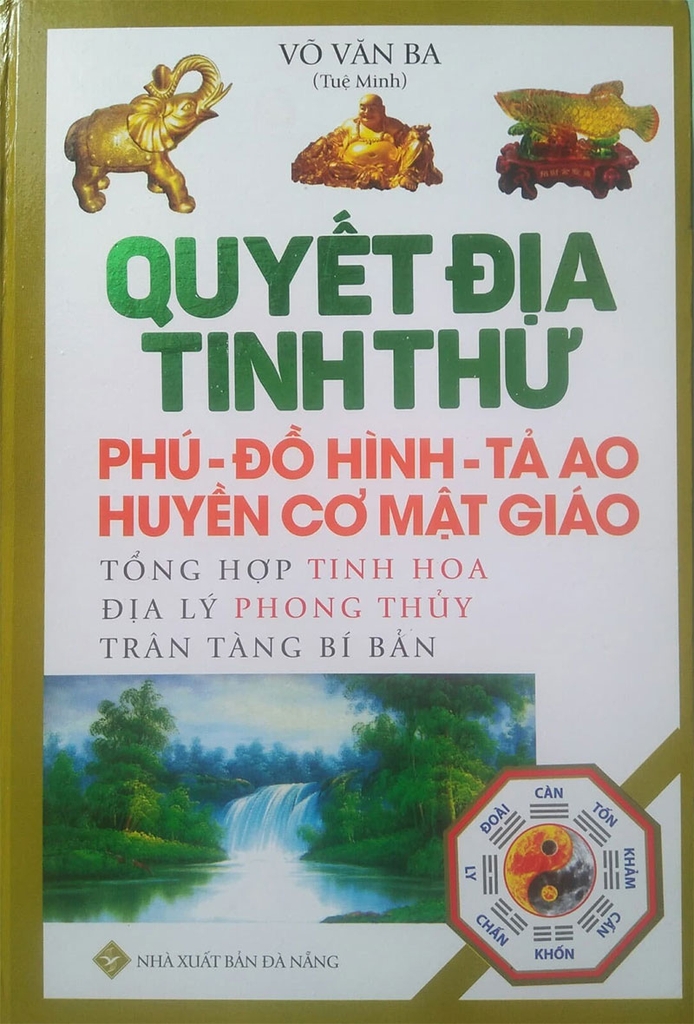 VÕ VĂN BA
(Tuệ Minh)
QUYẾT ĐỊA
TINH THƯ
PHÚ - ĐỒ HÌNH - TẢ AO
HUYỀN CƠ MẬT GIÁO
TỔNG HỢP TINH HOA
ĐỊA LÝ PHONG THỦY
TRÂN TÀNG BÍ BẢN
CÀN
TỐN
KHẢM
CẤN
KHỐN
CHẤN
LY
ĐOÀI
NHÀ XUẤT BẢN ĐÀ NẴNG